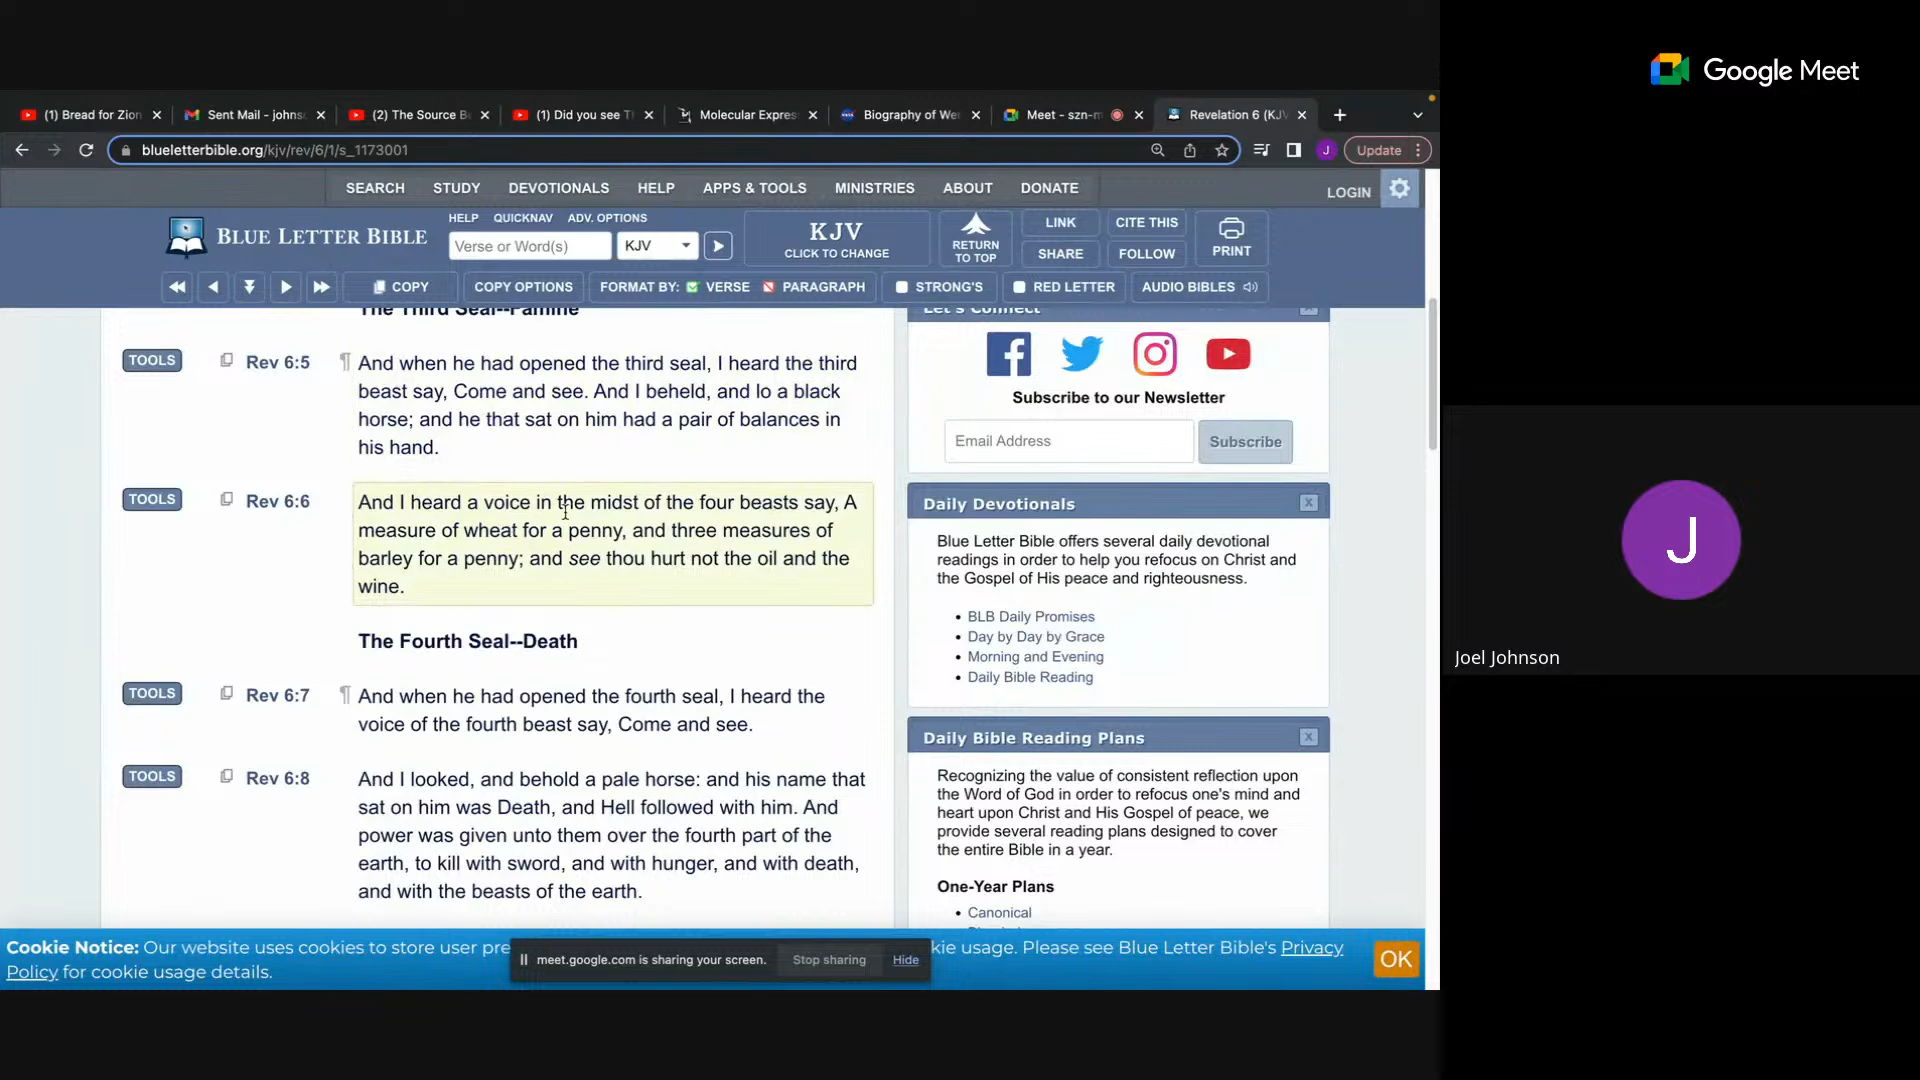 Google Meet
(1) Bread for Zion
Sent Mail - johns
(2) The Source Be
(1) Did you see Th
Molecular Expres
Biography of We
Meet - szn-m
Revelation 6 (KJV
blueletterbible.org/kjv/rev/6/1/s_1173001
J
Update
SEARCH STUDY DEVOTIONALS HELP APPS & TOOLS MINISTRIES ABOUT DONATE
LOGIN
BLUE LETTER BIBLE
HELP QUICKNAV ADV. OPTIONS
Verse or Word(s)
KJV
KJV
CLICK TO CHANGE
RETURN
TO TOP
LINK
CITE THIS
SHARE
FOLLOW
PRINT
COPY
COPY OPTIONS
FORMAT BY: VERSE PARAGRAPH
STRONG'S
RED LETTER
AUDIO BIBLES
The Third Seal--Famine
TOOLS
Rev 6:5
¶ And when he had opened the third seal, I heard the third
beast say, Come and see. And I beheld, and lo a black
horse; and he that sat on him had a pair of balances in
his hand.
TOOLS
Rev 6:6
And I heard a voice in the midst of the four beasts say, A
measure of wheat for a penny, and three measures of
barley for a penny; and see thou hurt not the oil and the
wine.
The Fourth Seal--Death
TOOLS
Rev 6:7
¶ And when he had opened the fourth seal, I heard the
voice of the fourth beast say, Come and see.
TOOLS
Rev 6:8
And I looked, and behold a pale horse: and his name that
sat on him was Death, and Hell followed with him. And
power was given unto them over the fourth part of the
earth, to kill with sword, and with hunger, and with death,
and with the beasts of the earth.
Let's Connect
Subscribe to our Newsletter
Email Address
Subscribe
Daily Devotionals
X
Blue Letter Bible offers several daily devotional
readings in order to help you refocus on Christ and
the Gospel of His peace and righteousness.
• BLB Daily Promises
• Day by Day by Grace
• Morning and Evening
• Daily Bible Reading
Daily Bible Reading Plans
X
Recognizing the value of consistent reflection upon
the Word of God in order to refocus one's mind and
heart upon Christ and His Gospel of peace, we
provide several reading plans designed to cover
the entire Bible in a year.
One-Year Plans
• Canonical
Cookie Notice: Our website uses cookies to store user pre
kie usage. Please see Blue Letter Bible's Privacy
Policy for cookie usage details.
OK
meet.google.com is sharing your screen.
Stop sharing
Hide
J
Joel Johnson